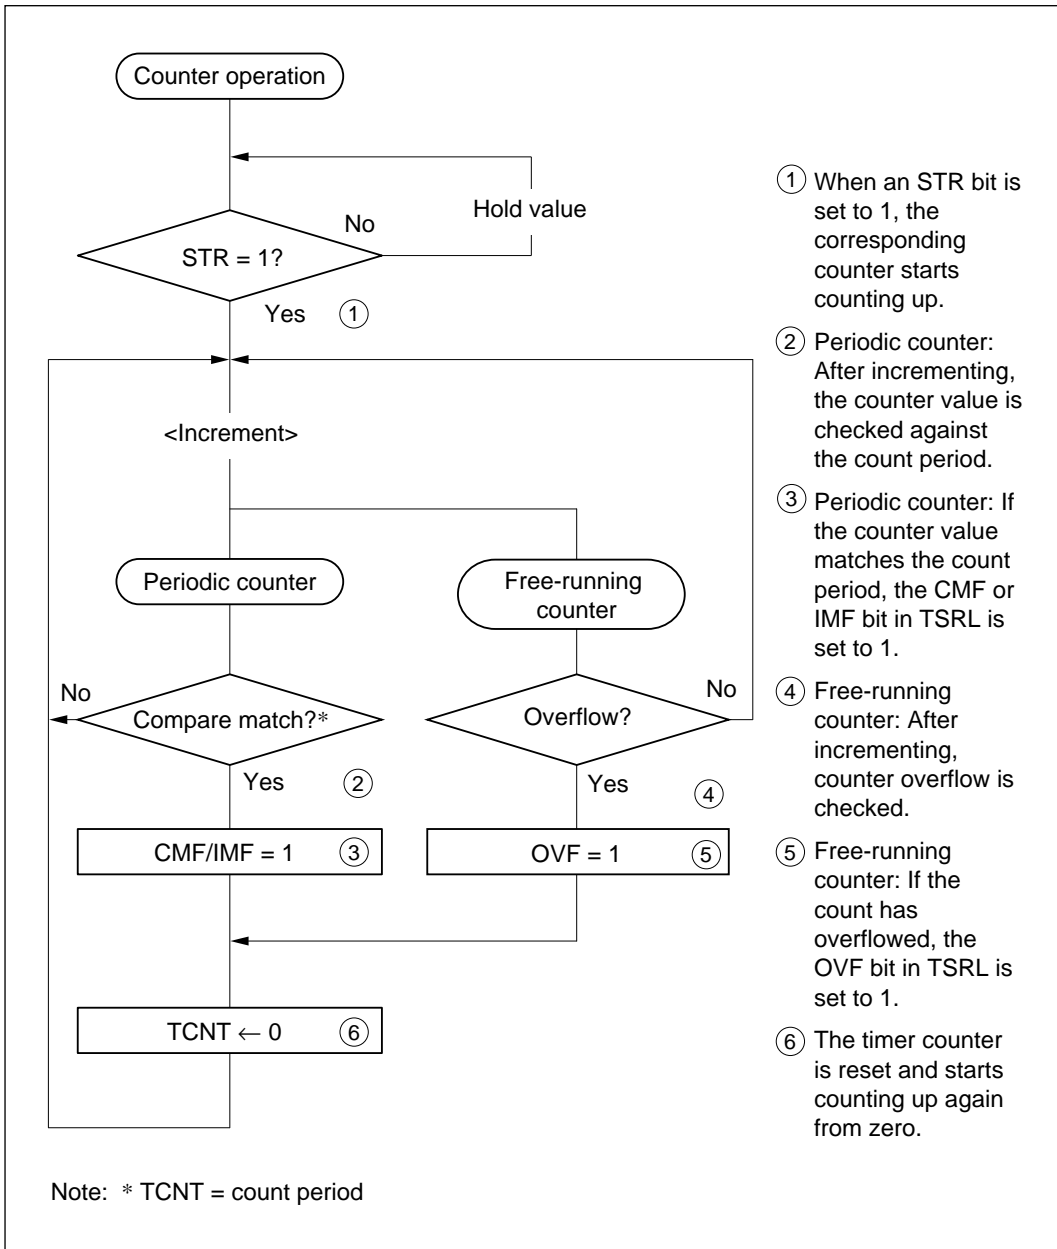 Counter operation
Hold value
No
STR = 1?
Yes ①
<Increment>
Periodic counter
Free-running
counter
No
Compare match?*
Yes ②
No
Overflow?
Yes ④
CMF/IMF = 1 ③
OVF = 1 ⑤
TCNT ← 0 ⑥
① When an STR bit is
set to 1, the
corresponding
counter starts
counting up.
② Periodic counter:
After incrementing,
the counter value is
checked against
the count period.
③ Periodic counter: If
the counter value
matches the count
period, the CMF or
IMF bit in TSRL is
set to 1.
④ Free-running
counter: After
incrementing,
counter overflow is
checked.
⑤ Free-running
counter: If the
count has
overflowed, the
OVF bit in TSRL is
set to 1.
⑥ The timer counter
is reset and starts
counting up again
from zero.
Note: * TCNT = count period